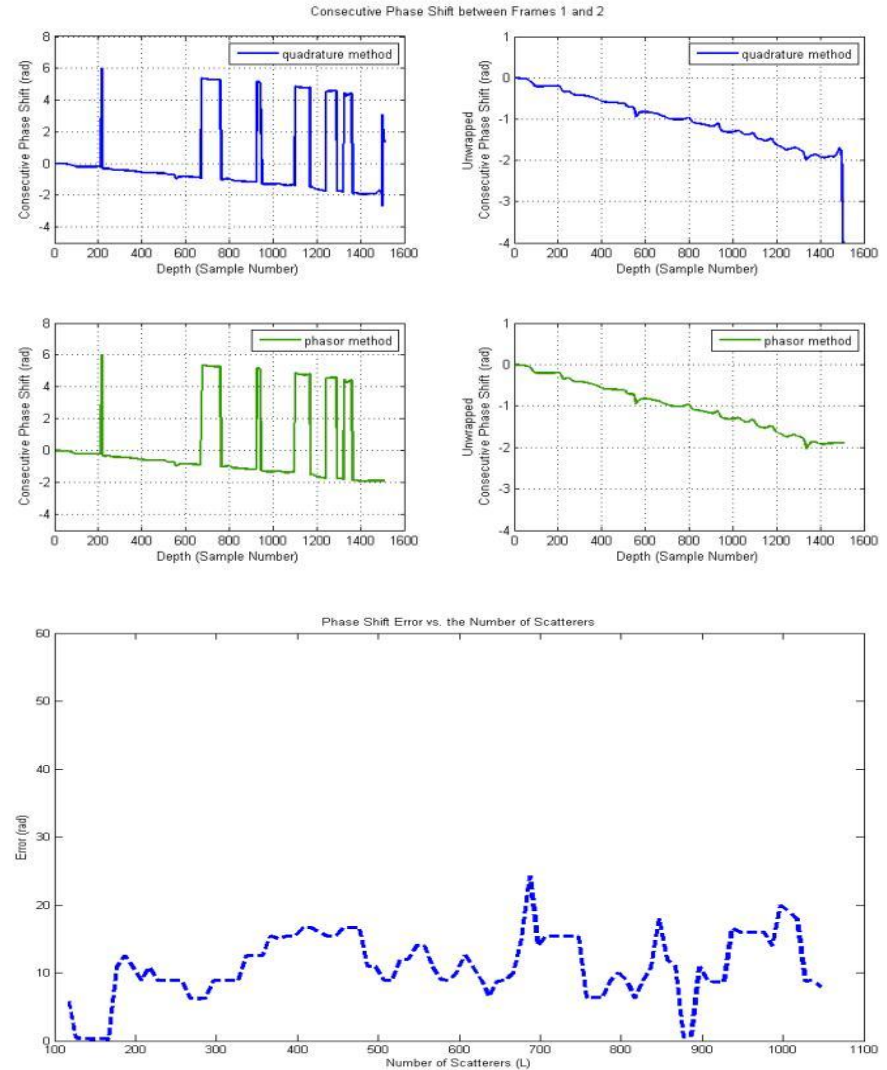 Consecutive Phase Shift between Frames 1 and 2
8
6
4
2
0
-2
-4
0 200 400 600 800 1000 1200 1400 1600
Consecutive Phase Shift (rad)
Depth (Sample Number)
quadrature method
1
0
-1
-2
-3
-4
0 200 400 600 800 1000 1200 1400 1600
Unwrapped
Consecutive Phase Shift (rad)
Depth (Sample Number)
quadrature method
8
6
4
2
0
-2
-4
0 200 400 600 800 1000 1200 1400 1600
Consecutive Phase Shift (rad)
Depth (Sample Number)
phasor method
1
0
-1
-2
-3
-4
0 200 400 600 800 1000 1200 1400 1600
Unwrapped
Consecutive Phase Shift (rad)
Depth (Sample Number)
phasor method
Phase Shift Error vs. the Number of Scatterers
60
50
40
30
20
10
0
100 200 300 400 500 600 700 800 900 1000 1100
Error (rad)
Number of Scatterers (L)